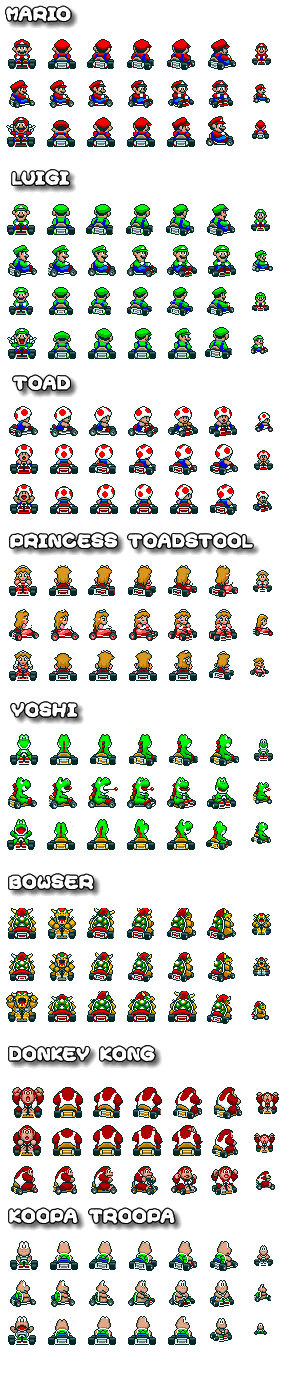 MARIO
LUIGI
TOAD
PRINCESS TOADSTOOL
YOSHI
BOWSER
DONKEY KONG
KOOPA TROOPA